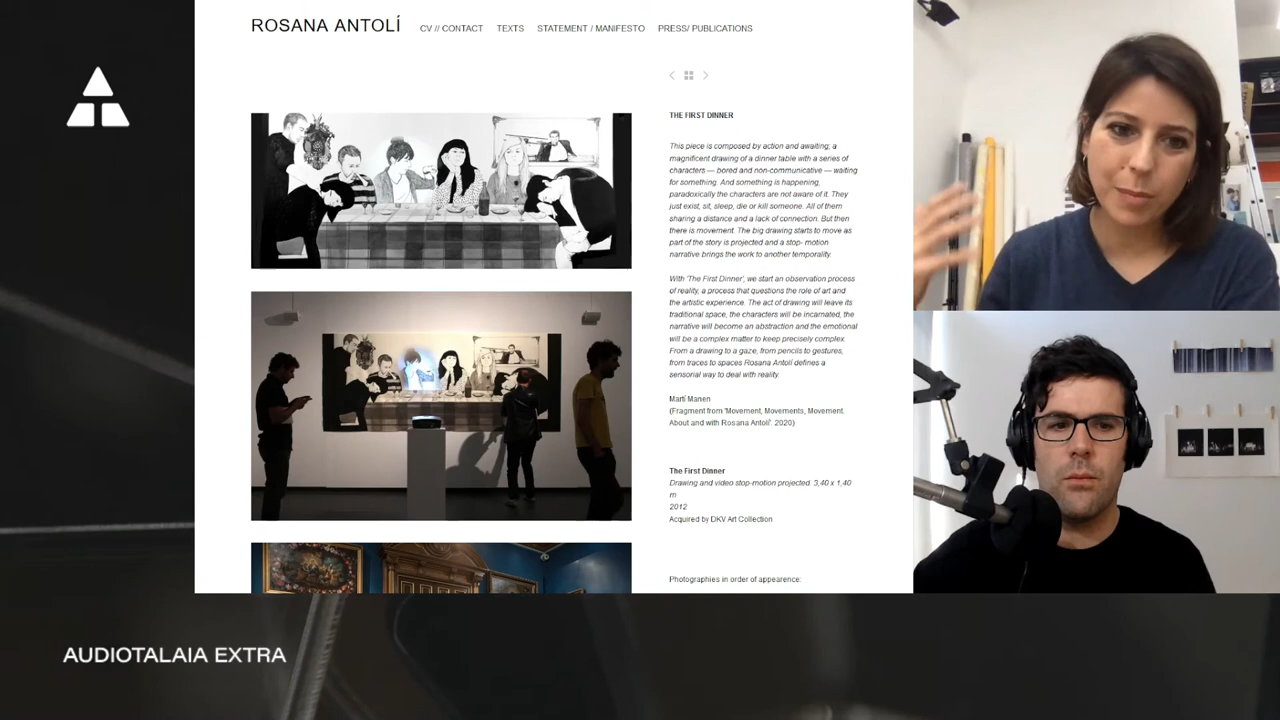 ROSANA ANTOLÍ
CV // CONTACT TEXTS STATEMENT / MANIFESTO PRESS/ PUBLICATIONS
THE FIRST DINNER
This piece is composed by action and awaiting; a
magnificent drawing of a dinner table with a series of
characters — bored and non-communicative — waiting
for something. And something is happening,
paradoxically the characters are not aware of it. They
just exist, sit, sleep, die or kill someone. All of them
sharing a distance and a lack of connection. But then
there is movement. The big drawing starts to move as
part of the story is projected and a stop- motion
narrative brings the work to another temporality.
With 'The First Dinner', we start an observation process
of reality, a process that questions the role of art and
the artistic experience. The act of drawing will leave its
traditional space, the characters will be incarnated, the
narrative will become an abstraction and the emotional
will be a complex matter to keep precisely complex.
From a drawing to a gaze, from pencils to gestures,
from traces to spaces Rosana Antolí defines a
sensorial way to deal with reality.
Martí Manen
(Fragment from 'Movement, Movements, Movement.
About and with Rosana Antolí'. 2020)
The First Dinner
Drawing and video stop-motion projected. 3,40 x 1,40
m
2012
Acquired by DKV Art Collection
Photographies in order of appearence:
AUDIOTALAIA EXTRA